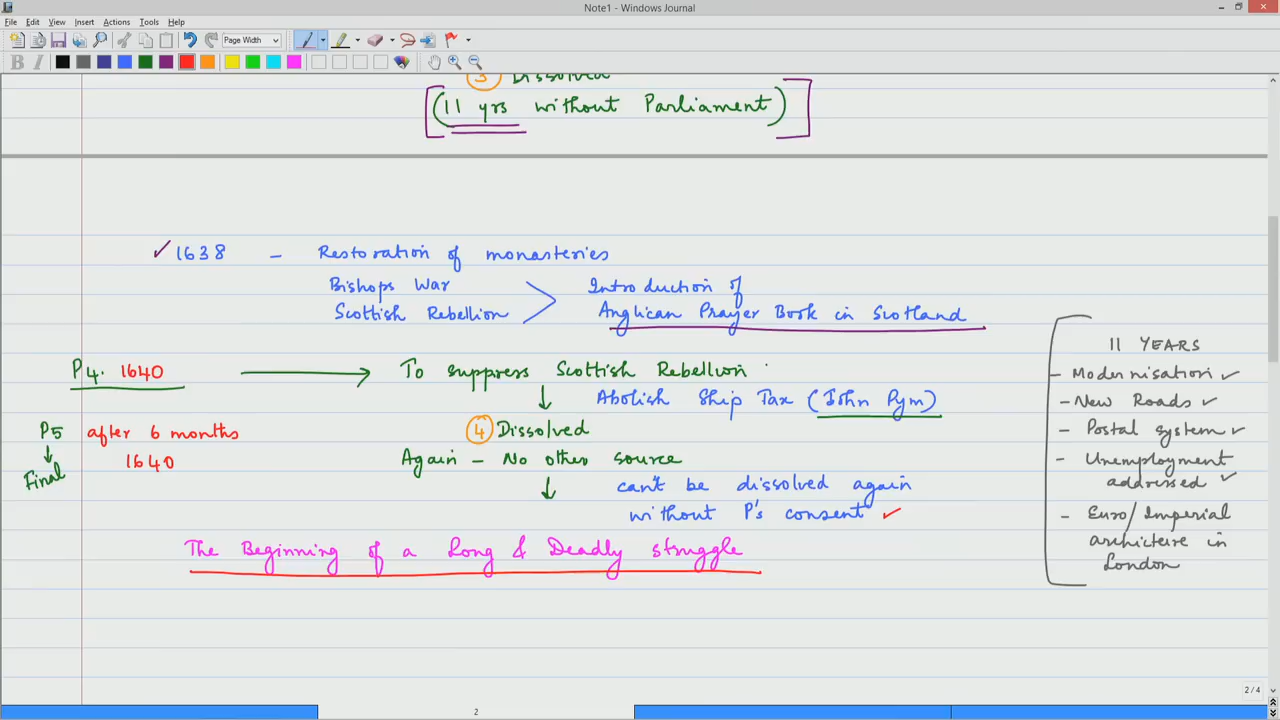 Note1 - Windows Journal
File Edit View Insert Actions Tools Help
Page Width
B I
3 Dissolved
(11 yrs without Parliament)
✓1638 - Restoration of monasteries
Bishops War
Scottish Rebellion
Introduction of
Anglican Prayer Book in Scotland
P4. 1640 → To suppress Scottish Rebellion
↓ Abolish Ship Tax (John Pym)
P5 after 6 months
↓
Final
1640
4 Dissolved
Again - No other source
↓ can't be dissolved again
without P's consent ✓
The Beginning of a Long & Deadly struggle
11 YEARS
- Modernisation ✓
- New Roads ✓
- Postal system ✓
- Unemployment
addressed ✓
- Euro/Imperial
architeture in
London
2 / 4
2